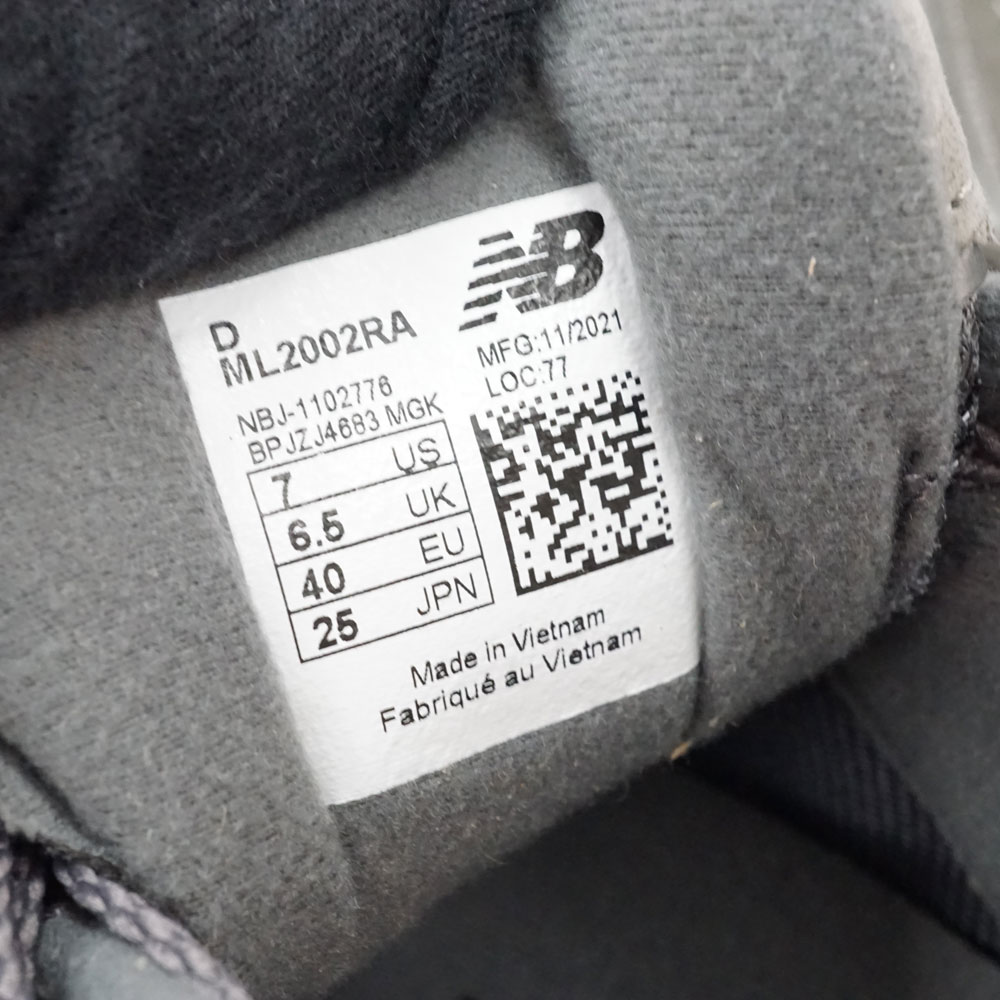 NB
D
ML2002RA
MFG:11/2021
LOC:77
NBJ-1102776
BPJZJ4683 MGK
7 US
6.5 UK
40 EU
25 JPN
Made in Vietnam
Fabriqué au Vietnam